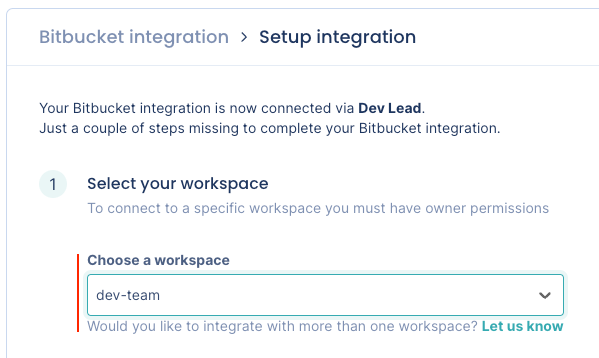 Bitbucket integration > Setup integration
Your Bitbucket integration is now connected via Dev Lead.
Just a couple of steps missing to complete your Bitbucket integration.
1 Select your workspace
To connect to a specific workspace you must have owner permissions
Choose a workspace
dev-team
Would you like to integrate with more than one workspace? Let us know